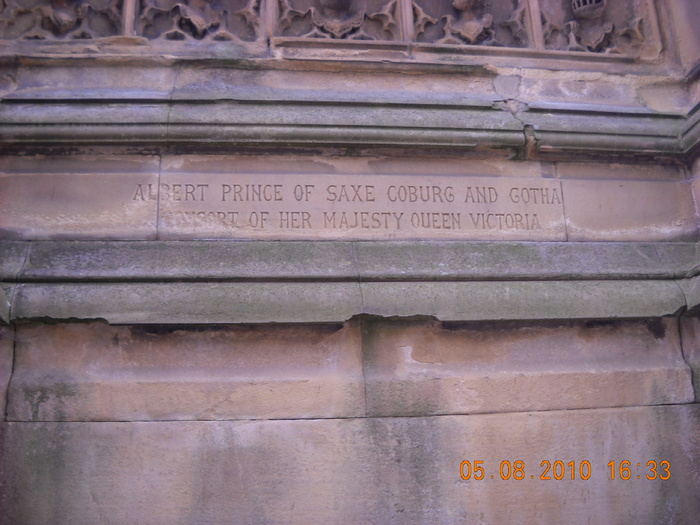 ALBERT PRINCE OF SAXE COBURG AND GOTHA
CONSORT OF HER MAJESTY QUEEN VICTORIA
05.08.2010 16:33